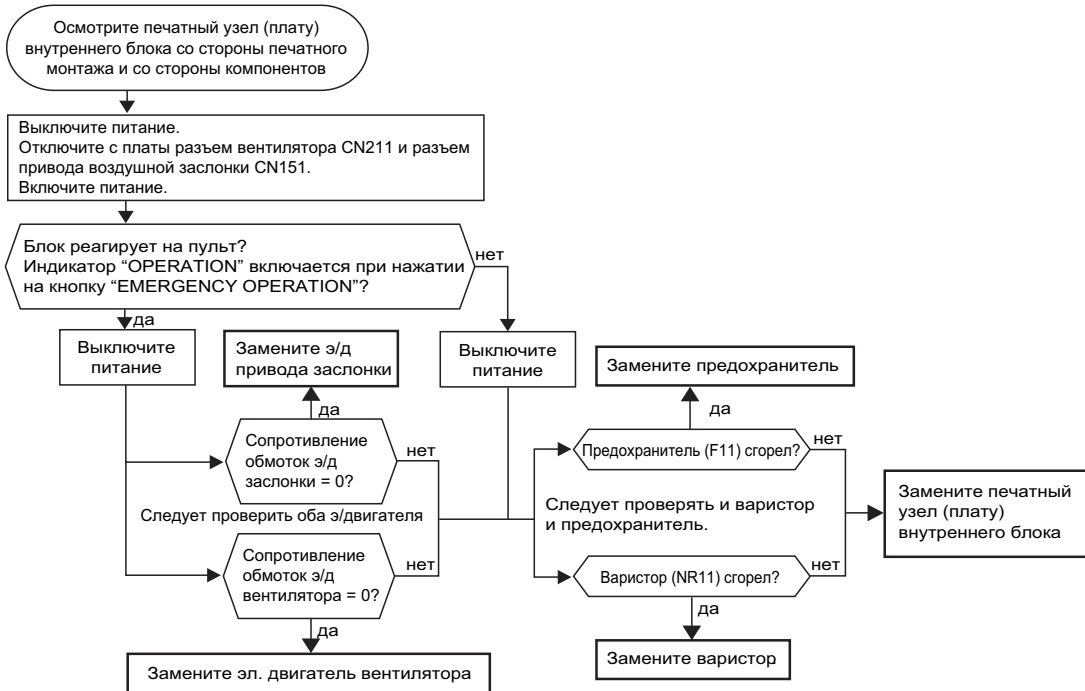 Осмотрите печатный узел (плату)
внутреннего блока со стороны печатного
монтажа и со стороны компонентов
Выключите питание.
Отключите с платы разъем вентилятора CN211 и разъем
привода воздушной заслонки CN151.
Включите питание.
Блок реагирует на пульт?
Индикатор “OPERATION” включается при нажатии
на кнопку “EMERGENCY OPERATION”?
нет
да
Выключите
питание
Замените э/д
привода заслонки
Выключите
питание
Замените предохранитель
да
да
Сопротивление
обмоток э/д
заслонки = 0?
нет
Предохранитель (F11) сгорел?
нет
Следует проверить оба э/двигателя
Следует проверять и варистор
и предохранитель.
Замените печатный
узел (плату)
внутреннего блока
Сопротивление
обмоток э/д
вентилятора = 0?
нет
Варистор (NR11) сгорел?
нет
да
да
Замените эл. двигатель вентилятора
Замените варистор